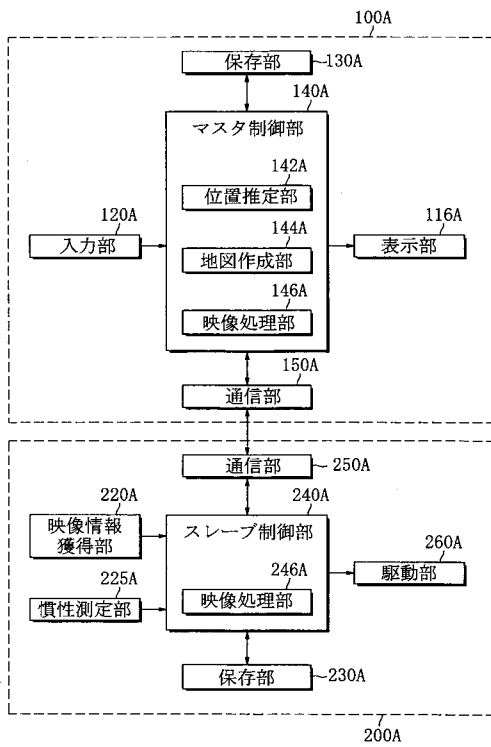 100A
保存部
130A
140A
マスタ制御部
142A
位置推定部
120A
入力部
144A
地図作成部
116A
表示部
146A
映像処理部
150A
通信部
通信部
250A
220A
映像情報
獲得部
240A
スレーブ制御部
260A
駆動部
225A
慣性測定部
246A
映像処理部
保存部
230A
200A